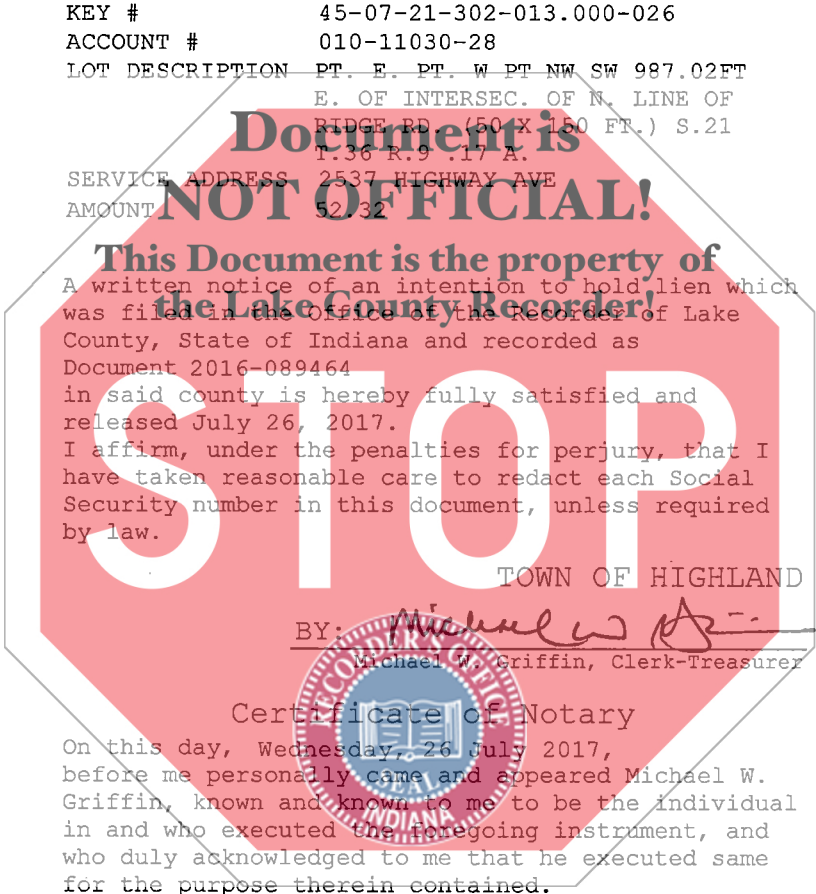 KEY # 45-07-21-302-013.000-026
ACCOUNT # 010-11030-28
LOT DESCRIPTION PT. E. PT. W PT NW SW 987.02FT
E. OF INTERSEC. OF N. LINE OF
RIDGE RD. (50 X 150 FT.) S.21
T.36 R.9 .17 A.
Document is
SERVICE ADDRESS 2537 HIGHWAY AVE
NOT OFFICIAL!
AMOUNT 52.32
This Document is the property of
the Lake County Recorder!
A written notice of an intention to hold lien which
was filed in the Office of the Recorder of Lake
County, State of Indiana and recorded as
Document 2016-089464
in said county is hereby fully satisfied and
released July 26, 2017.
I affirm, under the penalties for perjury, that I
have taken reasonable care to redact each Social
Security number in this document, unless required
by law.
STOP
TOWN OF HIGHLAND
BY: Michael W. Griffin
Michael W. Griffin, Clerk-Treasurer
RECORDER'S OFFICE
SEAL
INDIANA
Certificate of Notary
On this day, Wednesday, 26 July 2017,
before me personally came and appeared Michael W.
Griffin, known and known to me to be the individual
in and who executed the foregoing instrument, and
who duly acknowledged to me that he executed same
for the purpose therein contained.